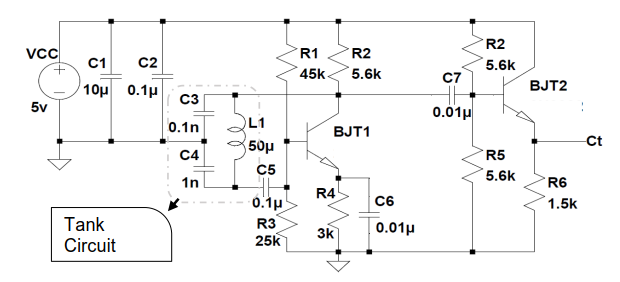 VCC
5v
C1
10µ
C2
0.1µ
C3
0.1n
C4
1n
L1
50µ
C5
0.1µ
R1
45k
R2
5.6k
R3
25k
BJT1
R4
3k
C6
0.01µ
C7
0.01µ
R2
5.6k
BJT2
R5
5.6k
R6
1.5k
Ct
Tank
Circuit